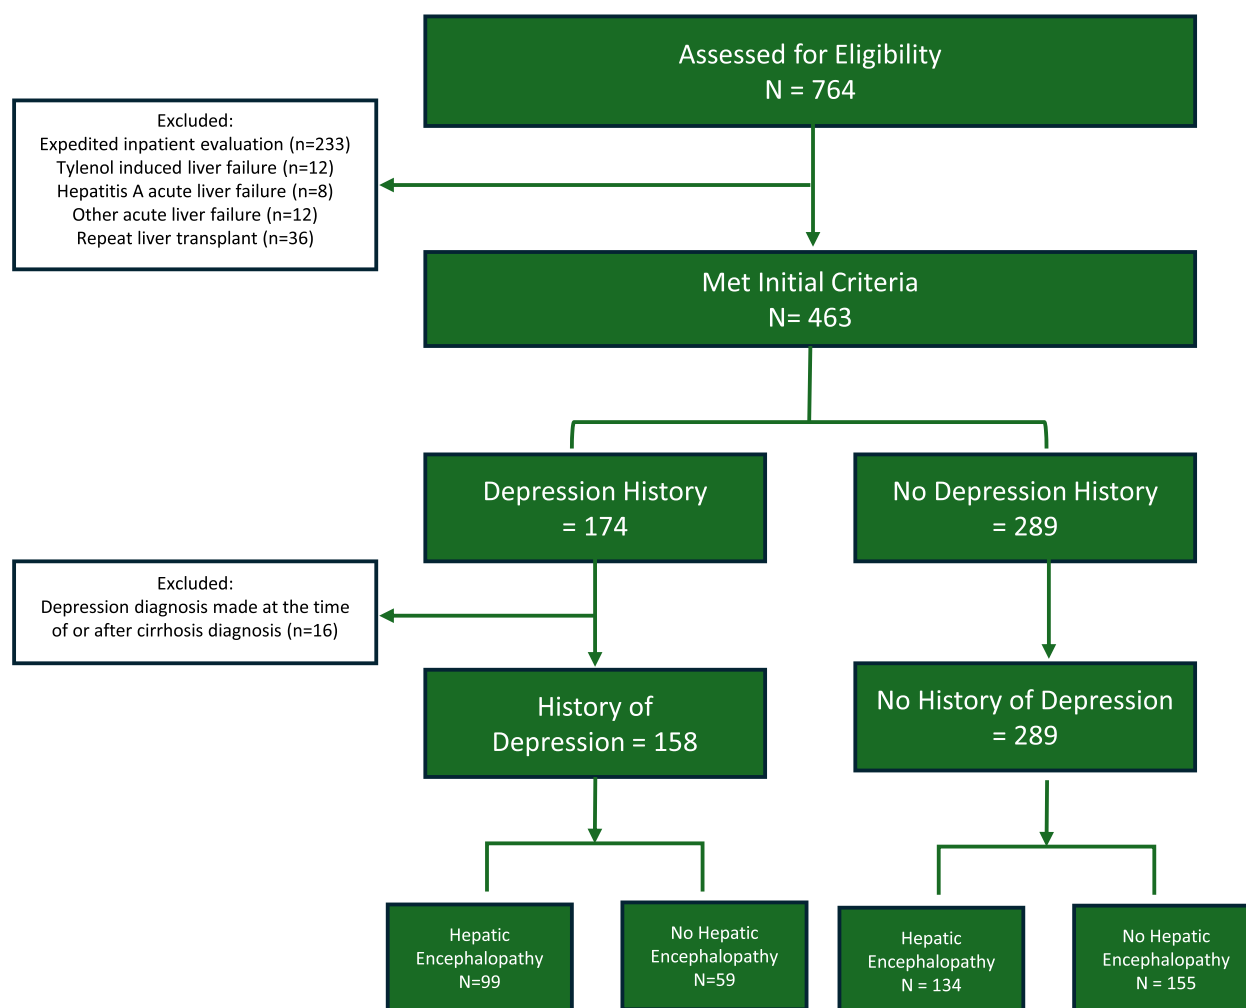 Assessed for Eligibility
N = 764
Excluded:
Expedited inpatient evaluation (n=233)
Tylenol induced liver failure (n=12)
Hepatitis A acute liver failure (n=8)
Other acute liver failure (n=12)
Repeat liver transplant (n=36)
Met Initial Criteria
N= 463
Depression History
= 174
No Depression History
= 289
Excluded:
Depression diagnosis made at the time
of or after cirrhosis diagnosis (n=16)
History of
Depression = 158
No History of Depression
= 289
Hepatic
Encephalopathy
N=99
No Hepatic
Encephalopathy
N=59
Hepatic
Encephalopathy
N = 134
No Hepatic
Encephalopathy
N = 155